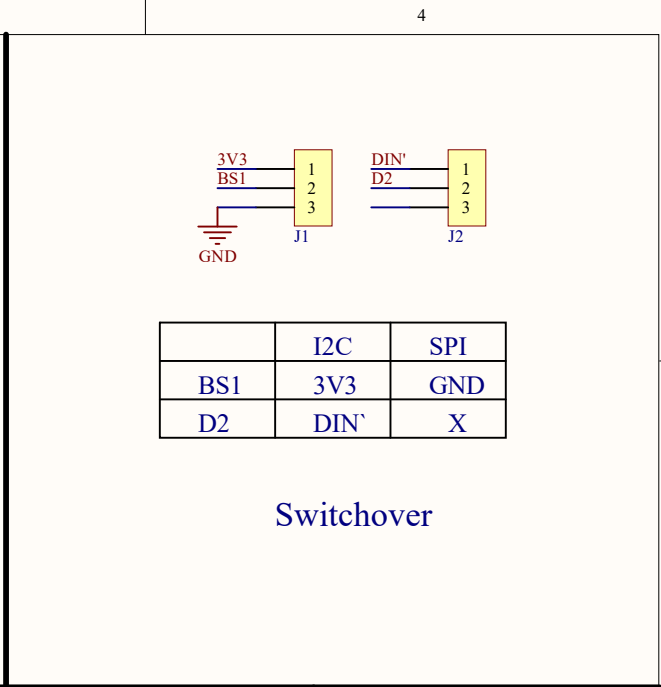 4
3V3 1 DIN' 1
BS1 2 D2 2
3 3
J1 J2
GND
I2C SPI
BS1 3V3 GND
D2 DIN` X
Switchover